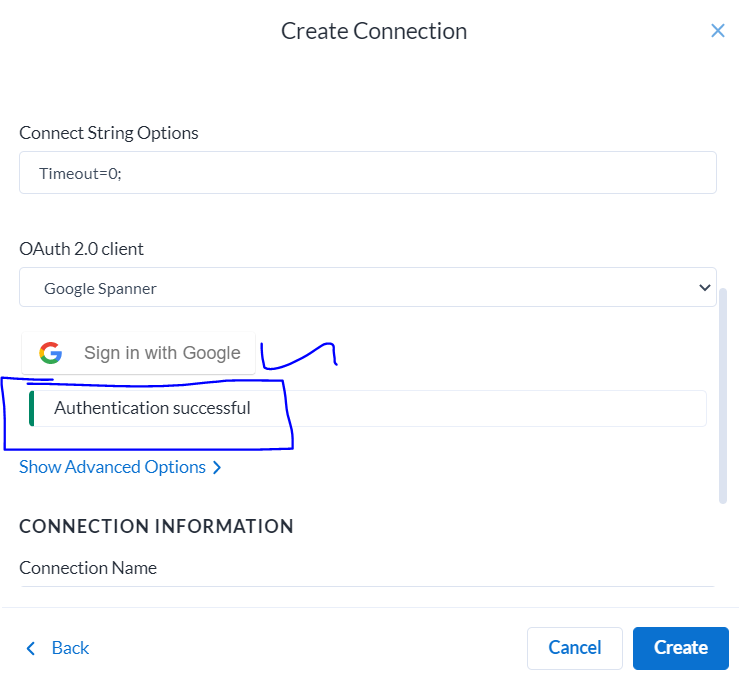 Create Connection
Connect String Options
Timeout=0;
OAuth 2.0 client
Google Spanner
Sign in with Google
Authentication successful
Show Advanced Options
CONNECTION INFORMATION
Connection Name
Back
Cancel
Create